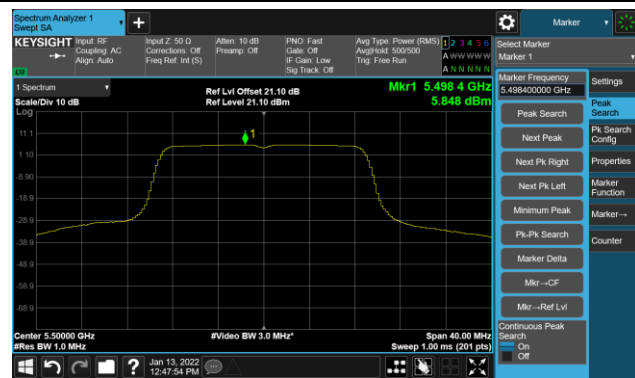 Spectrum Analyzer 1
Swept SA
+
Marker
KEYSIGHT
Input: RF
Coupling: AC
Align: Auto
Input Z: 50 Ω
Corrections: Off
Freq Ref: Int (S)
Atten: 10 dB
Preamp: Off
PNO: Fast
Gate: Off
IF Gain: Low
Sig Track: Off
Avg Type: Power (RMS)
Avg|Hold: 500/500
Trig: Free Run
1 2 3 4 5 6
A W W W W W
A N N N N N
Select Marker
Marker 1
LXI
1 Spectrum
Scale/Div 10 dB
Log
Ref Lvl Offset 21.10 dB
Ref Level 21.10 dBm
Mkr1 5.498 4 GHz
5.848 dBm
Marker Frequency
5.498400000 GHz
Settings
Peak Search
Peak
Search
Next Peak
Pk Search
Config
Next Pk Right
Properties
Next Pk Left
Marker
Function
Minimum Peak
Marker→
Pk-Pk Search
Counter
Marker Delta
Mkr→CF
Mkr→Ref Lvl
Continuous Peak
Search
On
Off
1
11.1
1.10
-8.90
-18.9
-28.9
-38.9
-48.9
-58.9
-68.9
Center 5.50000 GHz
#Res BW 1.0 MHz
#Video BW 3.0 MHz*
Span 40.00 MHz
Sweep 1.00 ms (201 pts)
?
Jan 13, 2022
12:47:54 PM